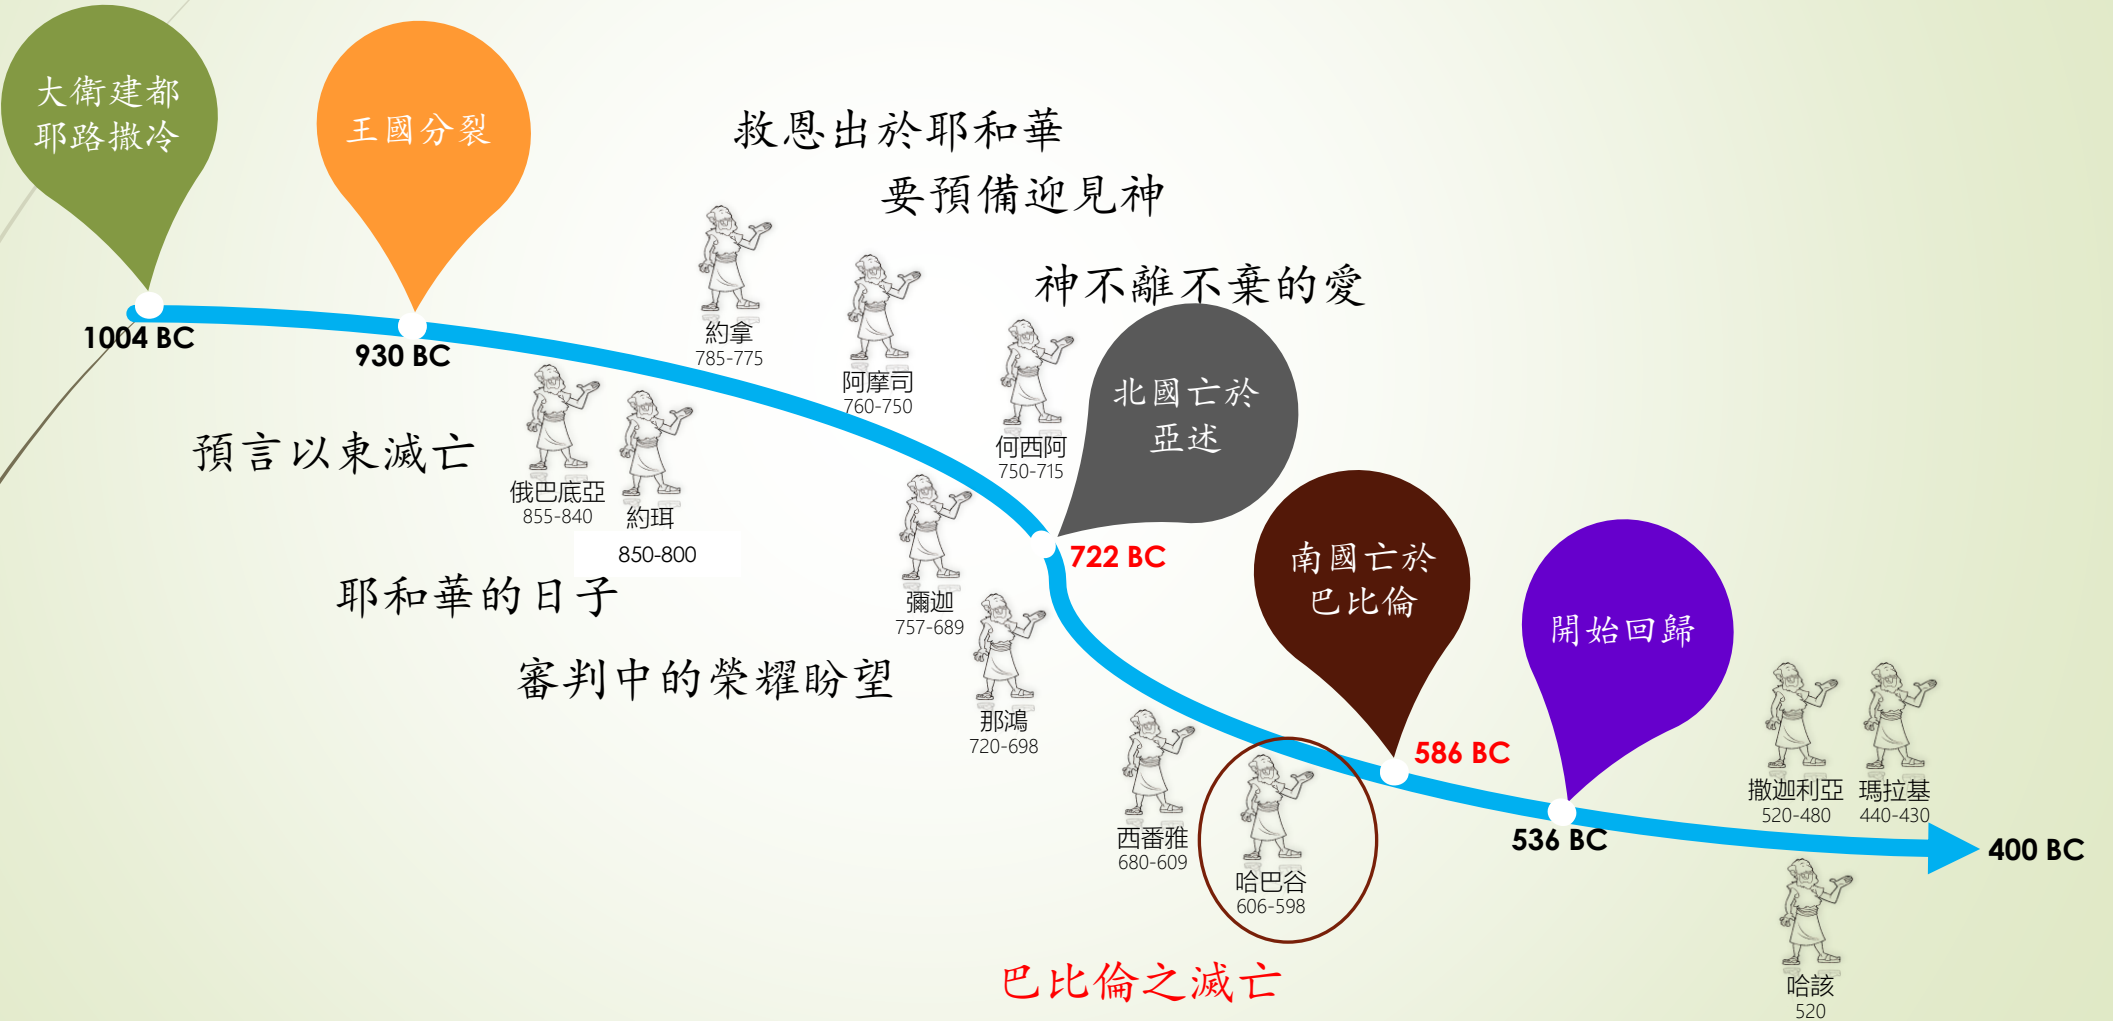 大衛建都
耶路撒冷
王國分裂
救恩出於耶和華
要預備迎見神
神不離不棄的愛
1004 BC
930 BC
約拿
785-775
阿摩司
760-750
何西阿
750-715
北國亡於
亞述
預言以東滅亡
俄巴底亞
855-840
約珥
850-800
722 BC
耶和華的日子
彌迦
757-689
南國亡於
巴比倫
開始回歸
審判中的榮耀盼望
那鴻
720-698
586 BC
西番雅
680-609
哈巴谷
606-598
536 BC
撒迦利亞
520-480
瑪拉基
440-430
400 BC
巴比倫之滅亡
哈該
520